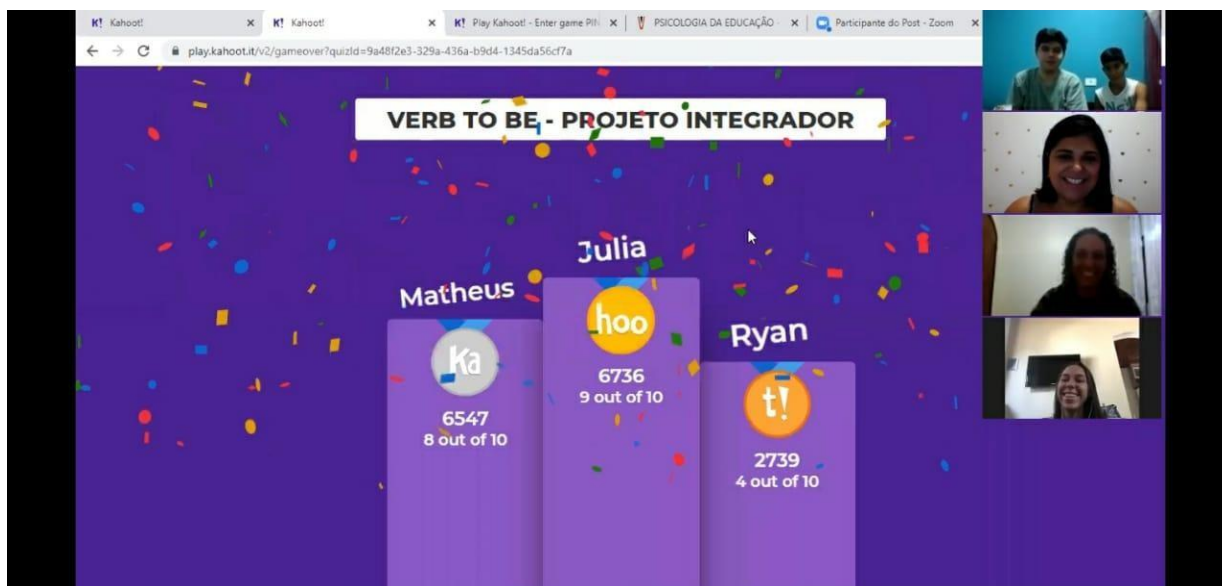 K! Kahoot!
K! Kahoot!
K! Play Kahoot! - Enter game PIN
PSICOLOGIA DA EDUCAÇÃO
Participante do Post - Zoom
play.kahoot.it/v2/gameover?quizId=9a48f2e3-329a-436a-b9d4-1345da56cf7a
VERB TO BE - PROJETO INTEGRADOR
Julia
Matheus
Ryan
hoo
6736
9 out of 10
Ka
6547
8 out of 10
t!
2739
4 out of 10